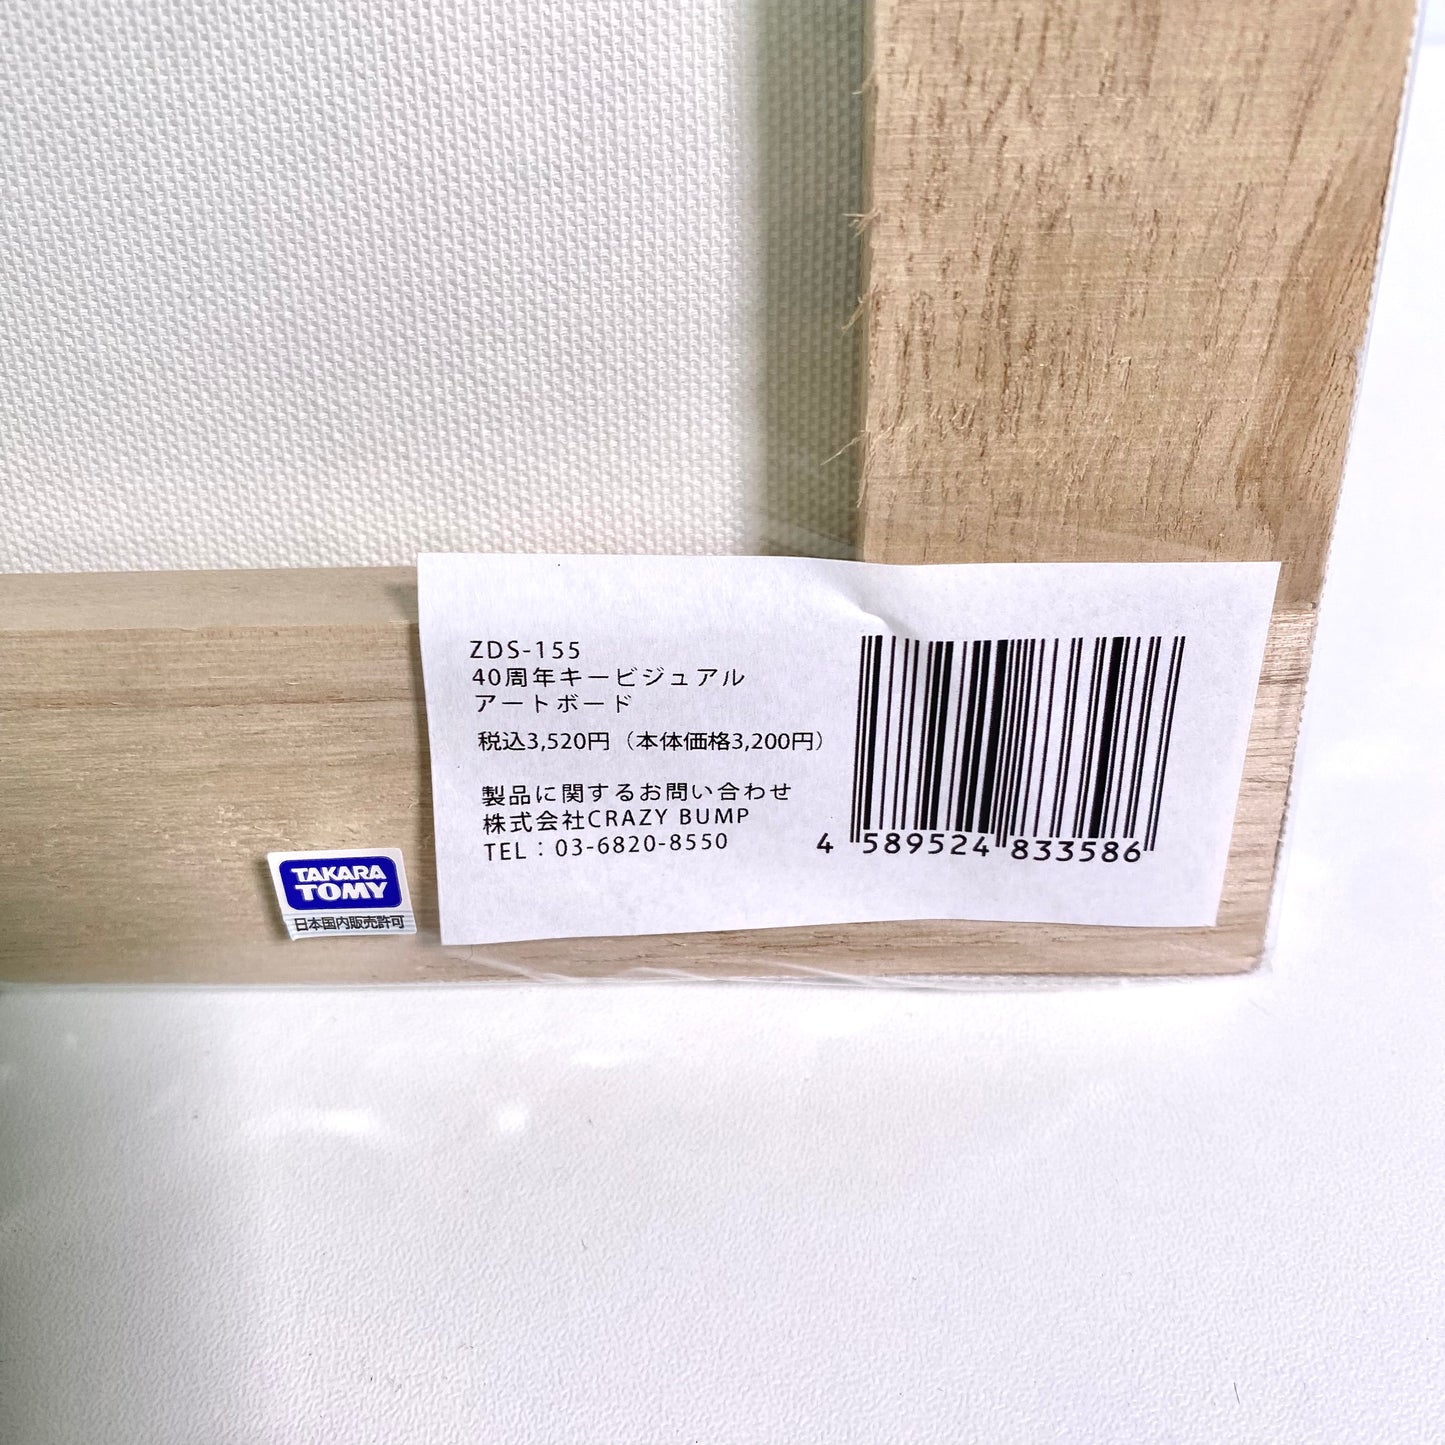 ZDS-155
40周年キービジュアル
アートボード
税込3,520円（本体価格3,200円）
製品に関するお問い合わせ
株式会社CRAZY BUMP
TEL：03-6820-8550
4 589524 833586
TAKARA
TOMY
日本国内販売許可